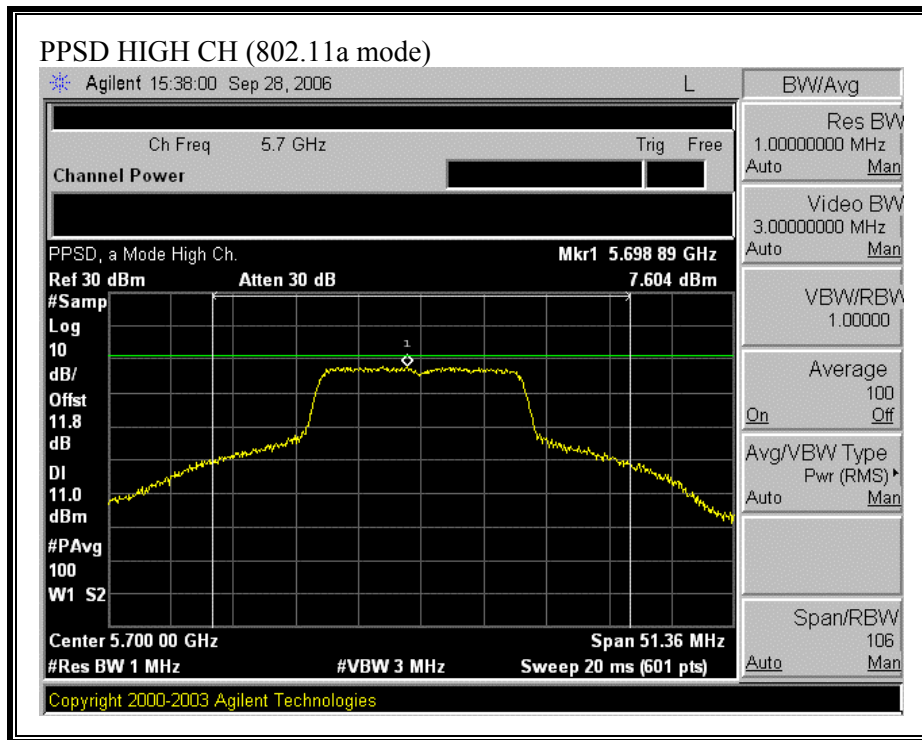 PPSD HIGH CH (802.11a mode)
Agilent 15:38:00 Sep 28, 2006 L
Ch Freq 5.7 GHz Trig Free
Channel Power
PPSD, a Mode High Ch. Mkr1 5.698 89 GHz
Ref 30 dBm Atten 30 dB 7.604 dBm
#Samp
Log
10
dB/
Offst
11.8
dB
DI
11.0
dBm
#PAvg
100
W1 S2
1
Center 5.700 00 GHz Span 51.36 MHz
#Res BW 1 MHz #VBW 3 MHz Sweep 20 ms (601 pts)
Copyright 2000-2003 Agilent Technologies
BW/Avg
Res BW
1.00000000 MHz
Auto Man
Video BW
3.00000000 MHz
Auto Man
VBW/RBW
1.00000
Average
100
On Off
Avg/VBW Type
Pwr (RMS)
Auto Man
Span/RBW
106
Auto Man